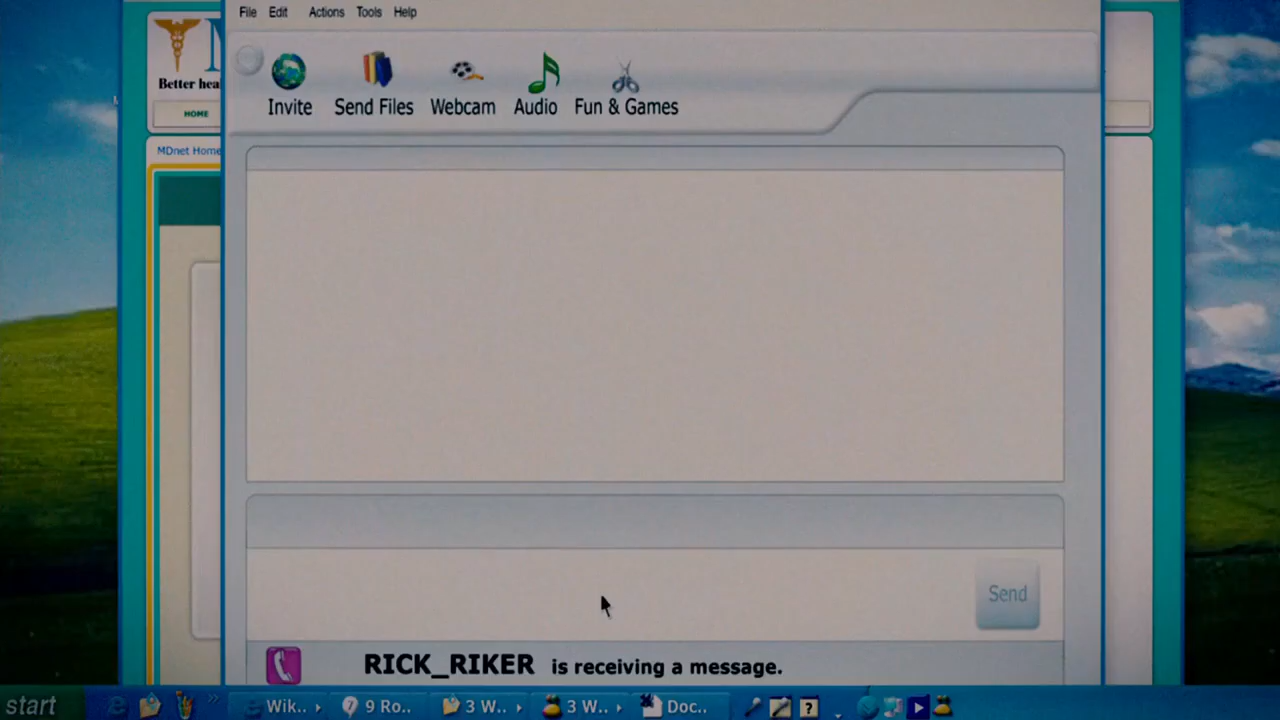 File Edit Actions Tools Help
Better hea
Invite Send Files Webcam Audio Fun & Games
HOME
MDnet Home
Send
RICK_RIKER is receiving a message.
start Wik.. 9 Ro.. 3 W.. 3 W.. Doc..